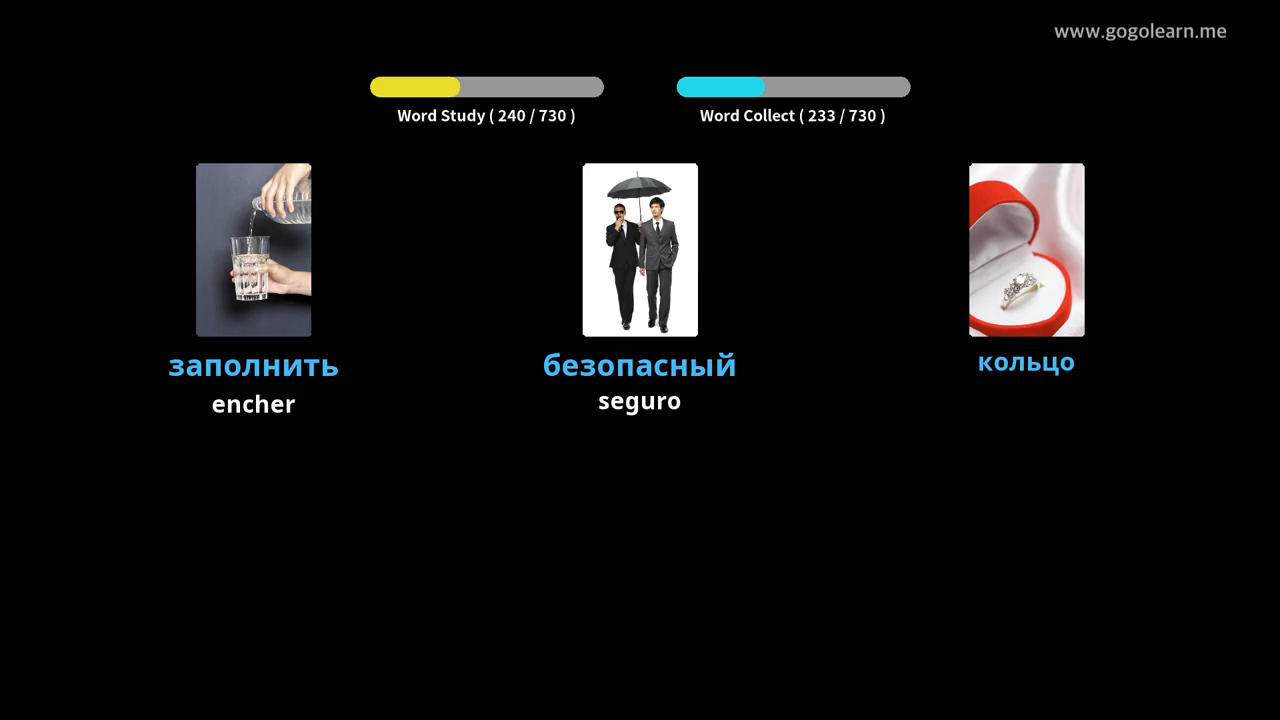 www.gogolearn.me
Word Study ( 240 / 730 )
Word Collect ( 233 / 730 )
заполнить
encher
безопасный
seguro
кольцо